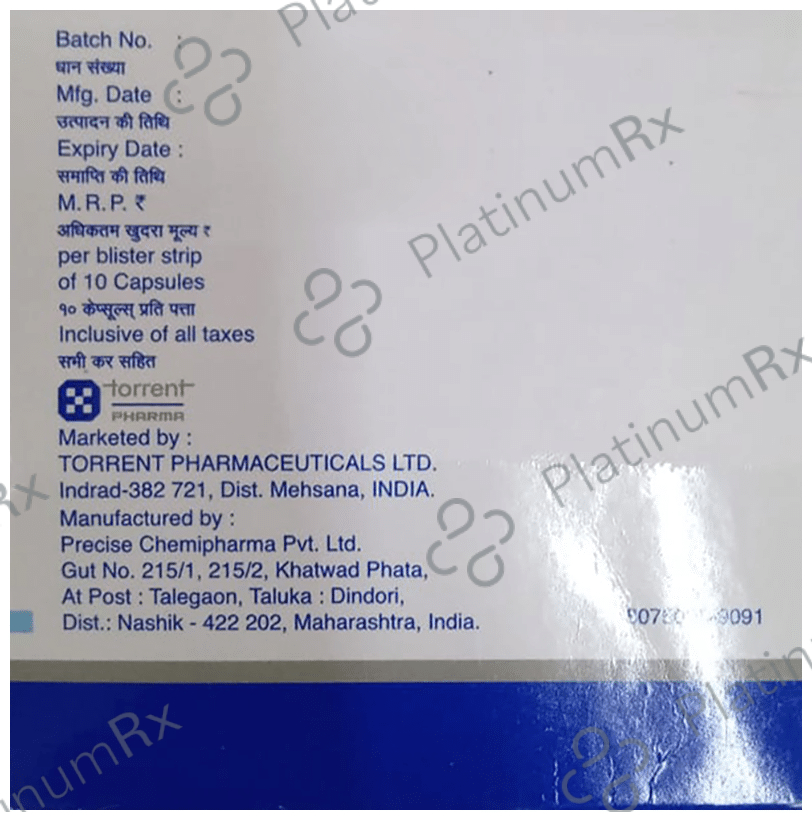 Batch No. :
धान संख्या
Mfg. Date :
उत्पादन की तिथि
Expiry Date :
समाप्ति की तिथि
M.R.P. ₹
अधिकतम खुदरा मूल्य ₹
per blister strip
of 10 Capsules
१० केप्सूल्स् प्रति पत्ता
Inclusive of all taxes
सभी कर सहित
torrent
PHARMA
Marketed by :
TORRENT PHARMACEUTICALS LTD.
Indrad-382 721, Dist. Mehsana, INDIA.
Manufactured by :
Precise Chemipharma Pvt. Ltd.
Gut No. 215/1, 215/2, Khatwad Phata,
At Post : Talegaon, Taluka : Dindori,
Dist.: Nashik - 422 202, Maharashtra, India.
PlatinumRx
PlatinumRx